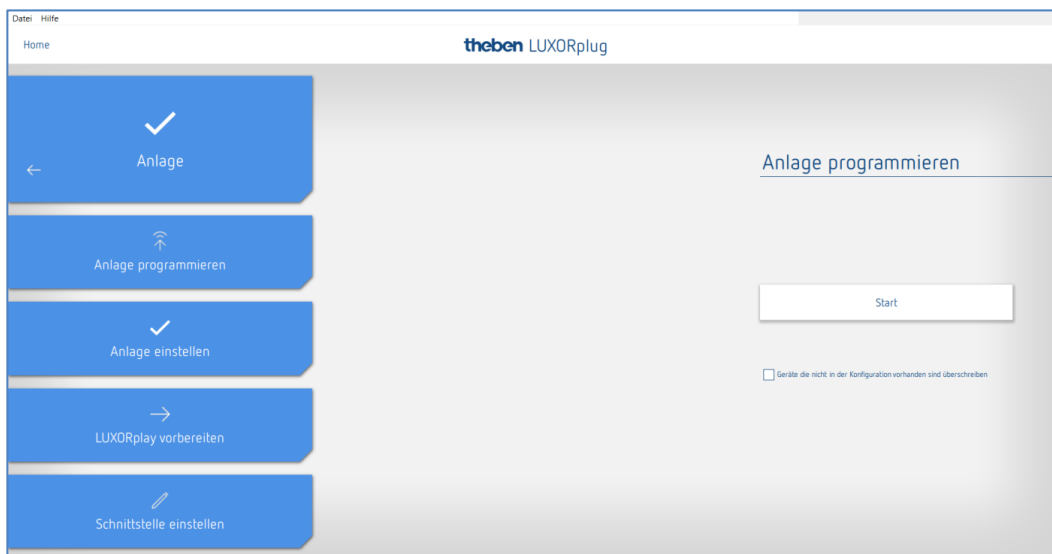 Datei Hilfe
Home
theben LUXORplug
Anlage
Anlage programmieren
Anlage einstellen
LUXORplay vorbereiten
Schnittstelle einstellen
Anlage programmieren
Start
Geräte die nicht in der Konfiguration vorhanden sind überschreiben